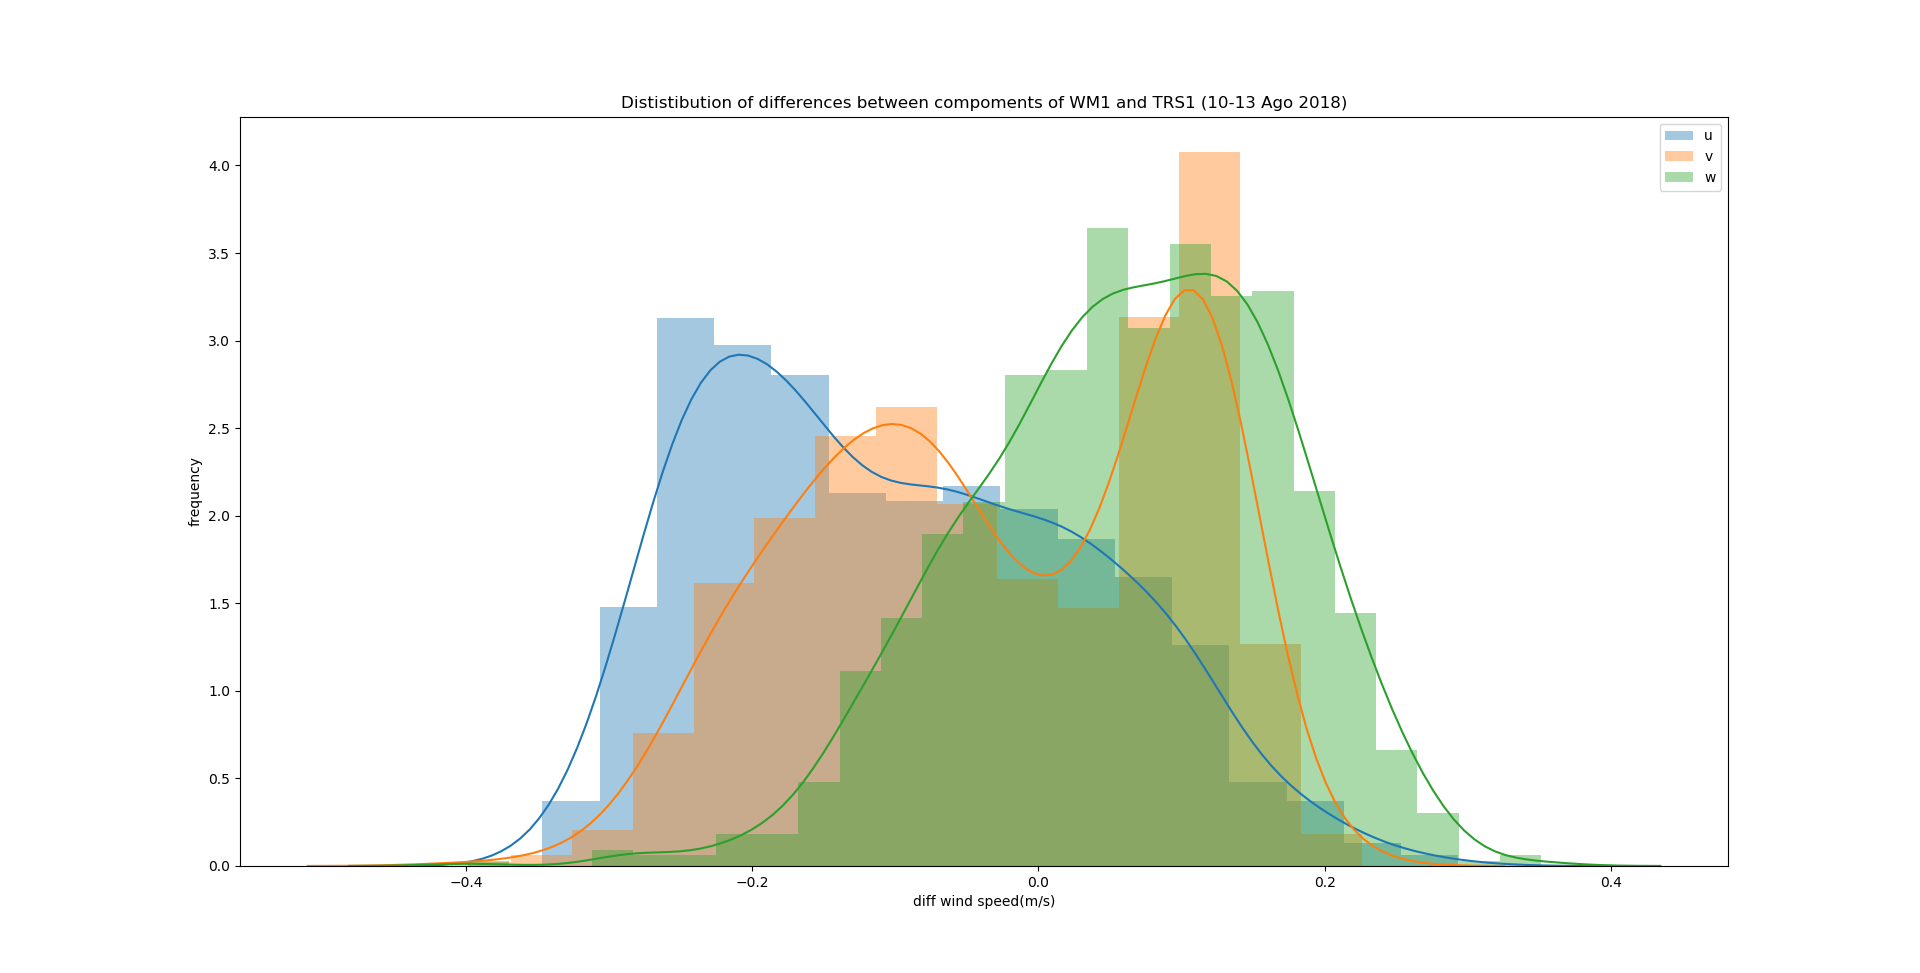 Dististibution of differences between compoments of WM1 and TRS1 (10-13 Ago 2018)
u
v
w
4.0
3.5
3.0
2.5
2.0
1.5
1.0
0.5
0.0
frequency
−0.4
−0.2
0.0
0.2
0.4
diff wind speed(m/s)